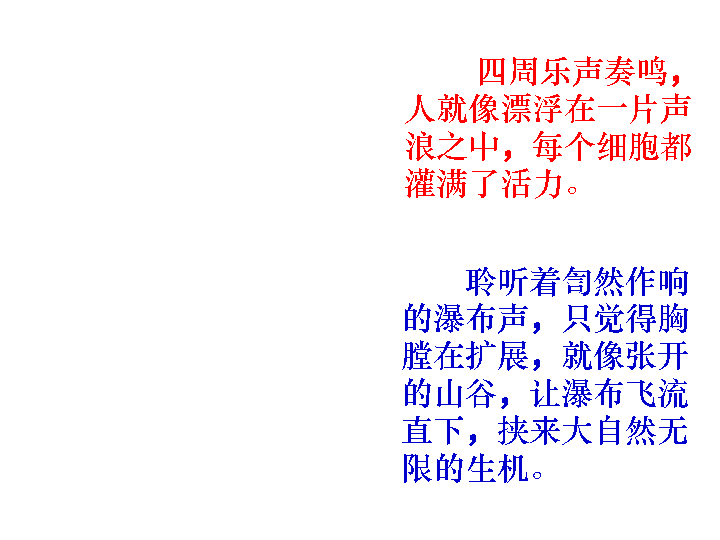 四周乐声奏鸣，
人就像漂浮在一片声
浪之中，每个细胞都
灌满了活力。
聆听着訇然作响
的瀑布声，只觉得胸
膛在扩展，就像张开
的山谷，让瀑布飞流
直下，挟来大自然无
限的生机。